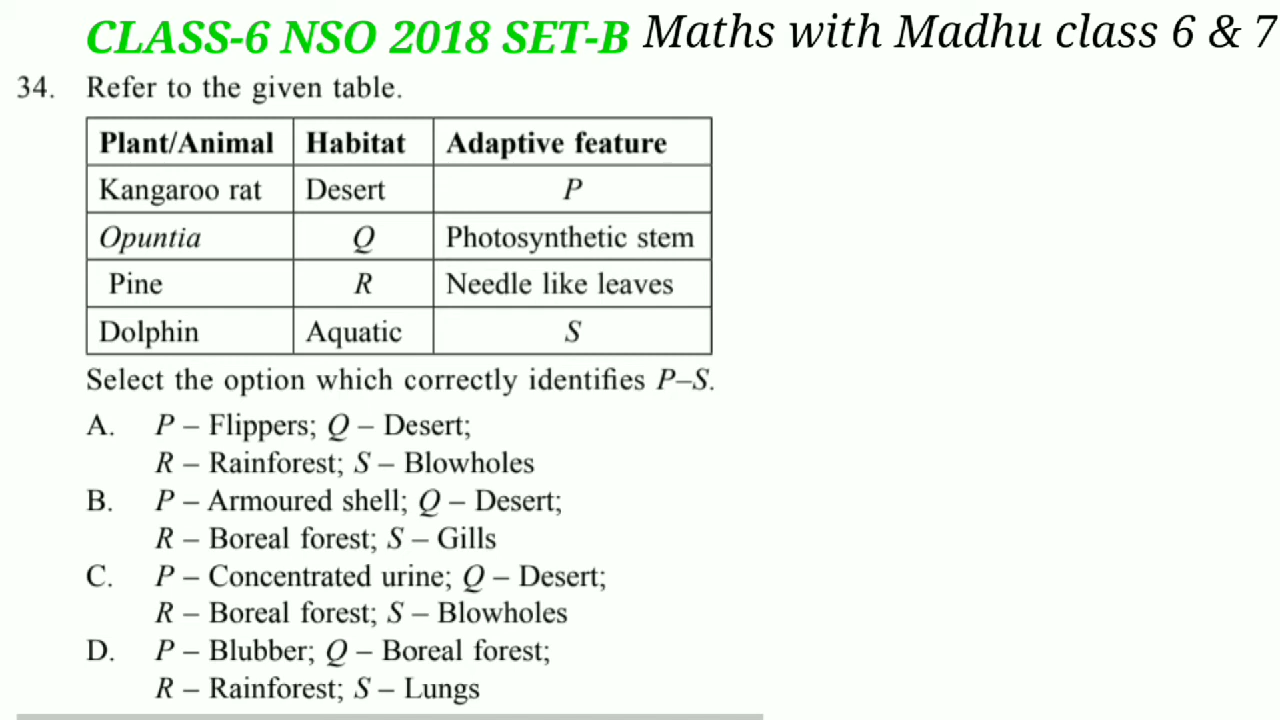 CLASS-6 NSO 2018 SET-B Maths with Madhu class 6 & 7
34. Refer to the given table.
Plant/Animal Habitat Adaptive feature
Kangaroo rat Desert P
Opuntia Q Photosynthetic stem
Pine R Needle like leaves
Dolphin Aquatic S
Select the option which correctly identifies P–S.
A. P – Flippers; Q – Desert;
R – Rainforest; S – Blowholes
B. P – Armoured shell; Q – Desert;
R – Boreal forest; S – Gills
C. P – Concentrated urine; Q – Desert;
R – Boreal forest; S – Blowholes
D. P – Blubber; Q – Boreal forest;
R – Rainforest; S – Lungs